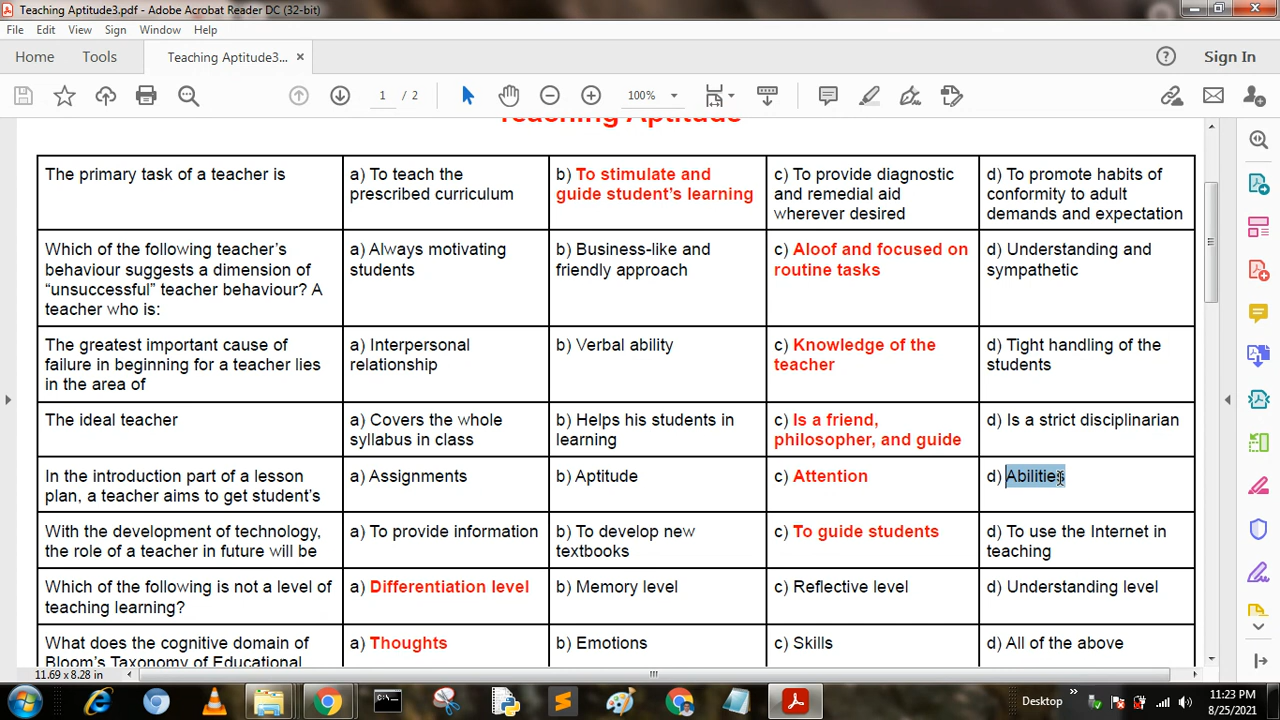 Teaching Aptitude3.pdf - Adobe Acrobat Reader DC (32-bit)
File Edit View Sign Window Help
Home Tools Teaching Aptitude3... × Sign In
1 / 2 100%
Teaching Aptitude
The primary task of a teacher is
a) To teach the
prescribed curriculum
b) To stimulate and
guide student’s learning
c) To provide diagnostic
and remedial aid
wherever desired
d) To promote habits of
conformity to adult
demands and expectation
Which of the following teacher’s
behaviour suggests a dimension of
“unsuccessful” teacher behaviour? A
teacher who is:
a) Always motivating
students
b) Business-like and
friendly approach
c) Aloof and focused on
routine tasks
d) Understanding and
sympathetic
The greatest important cause of
failure in beginning for a teacher lies
in the area of
a) Interpersonal
relationship
b) Verbal ability
c) Knowledge of the
teacher
d) Tight handling of the
students
The ideal teacher
a) Covers the whole
syllabus in class
b) Helps his students in
learning
c) Is a friend,
philosopher, and guide
d) Is a strict disciplinarian
In the introduction part of a lesson
plan, a teacher aims to get student’s
a) Assignments
b) Aptitude
c) Attention
d) Abilities
With the development of technology,
the role of a teacher in future will be
a) To provide information
b) To develop new
textbooks
c) To guide students
d) To use the Internet in
teaching
Which of the following is not a level of
teaching learning?
a) Differentiation level
b) Memory level
c) Reflective level
d) Understanding level
What does the cognitive domain of
Bloom’s Taxonomy of Educational
a) Thoughts
b) Emotions
c) Skills
d) All of the above
11.69 x 8.28 in
Desktop
11:23 PM
8/25/2021